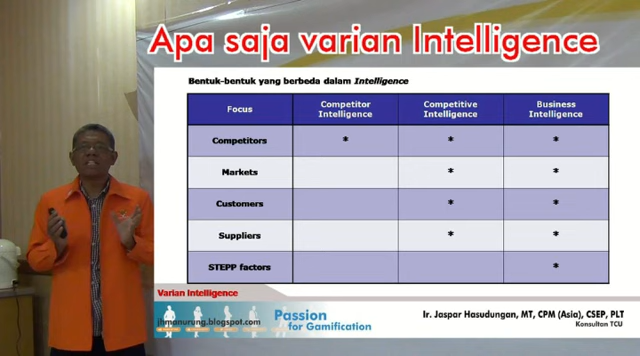 Apa saja varian Intelligence
Bentuk-bentuk yang berbeda dalam Intelligence
Focus Competitor Intelligence Competitive Intelligence Business Intelligence
Competitors * * *
Markets * *
Customers * *
Suppliers * *
STEPP factors *
Varian Intelligence
jhmanurung.blogspot.com
Passion
for Gamification
Ir. Jaspar Hasudungan, MT, CPM (Asia), CSEP, PLT
Konsultan TCU